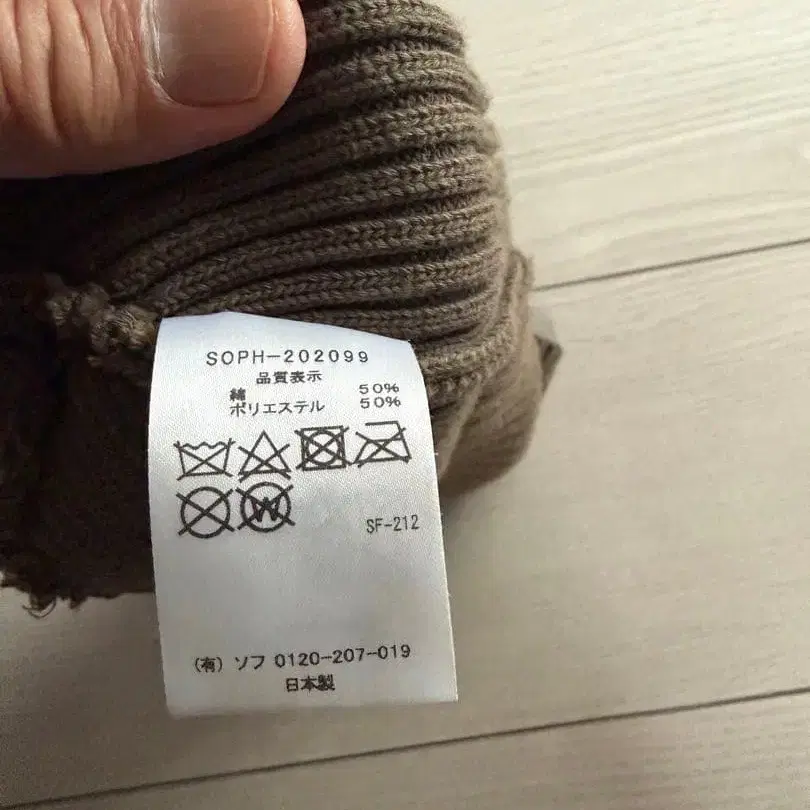 SOPH-202099
品質表示
綿 50%
ポリエステル 50%
W
SF-212
(有) ソフ 0120-207-019
日本製